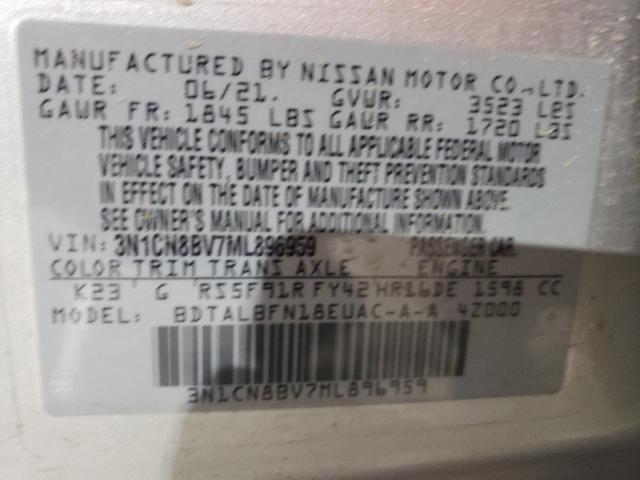 MANUFACTURED BY NISSAN MOTOR CO.,LTD.
DATE: 06/21. GVWR: 3523 LBS
GAWR FR: 1845 LBS GAWR RR: 1720 LBS
THIS VEHICLE CONFORMS TO ALL APPLICABLE FEDERAL MOTOR
VEHICLE SAFETY, BUMPER AND THEFT PREVENTION STANDARDS
IN EFFECT ON THE DATE OF MANUFACTURE SHOWN ABOVE.
SEE OWNER'S MANUAL FOR ADDITIONAL INFORMATION.
VIN: 3N1CN8BV7ML896959 PASSENGER CAR
COLOR TRIM TRANS AXLE ENGINE
K23 G RS5F91R FY42 HR16DE 1598 CC
MODEL: BDTALBFN18EUAC-A-A 4Z000
3N1CN8BV7ML896959